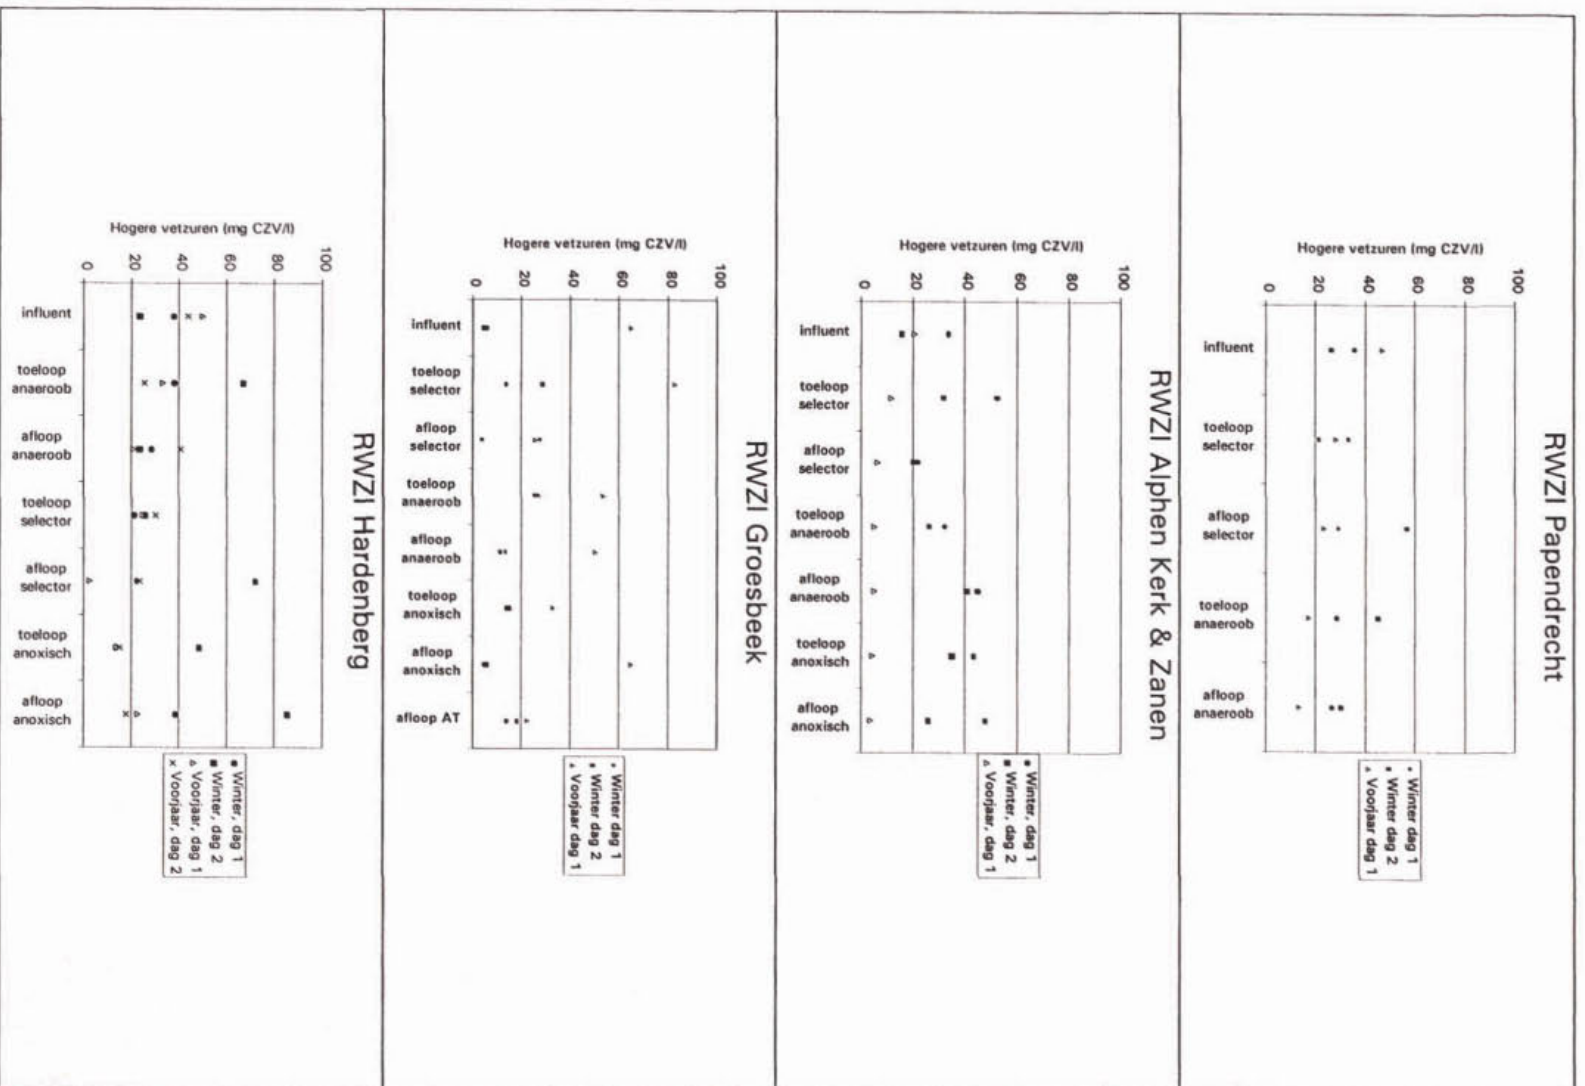 RWZI Papendrecht
Hogere vetzuren (mg CZV/l)
100
80
60
40
20
0
influent
toeloop
selector
afloop
selector
toeloop
anaeroob
afloop
anaeroob
Winter dag 1
Winter dag 2
Voorjaar dag 1
RWZI Alphen Kerk & Zanen
Hogere vetzuren (mg CZV/l)
100
80
60
40
20
0
influent
toeloop
selector
afloop
selector
toeloop
anaeroob
afloop
anaeroob
toeloop
anoxisch
afloop
anoxisch
Winter, dag 1
Winter, dag 2
Voorjaar, dag 1
RWZI Groesbeek
Hogere vetzuren (mg CZV/l)
100
80
60
40
20
0
influent
toeloop
selector
afloop
selector
toeloop
anaeroob
afloop
anaeroob
toeloop
anoxisch
afloop
anoxisch
afloop AT
Winter dag 1
Winter dag 2
Voorjaar dag 1
RWZI Hardenberg
Hogere vetzuren (mg CZV/l)
100
80
60
40
20
0
influent
toeloop
anaeroob
afloop
anaeroob
toeloop
selector
afloop
selector
toeloop
anoxisch
afloop
anoxisch
Winter, dag 1
Winter, dag 2
Voorjaar, dag 1
Voorjaar, dag 2